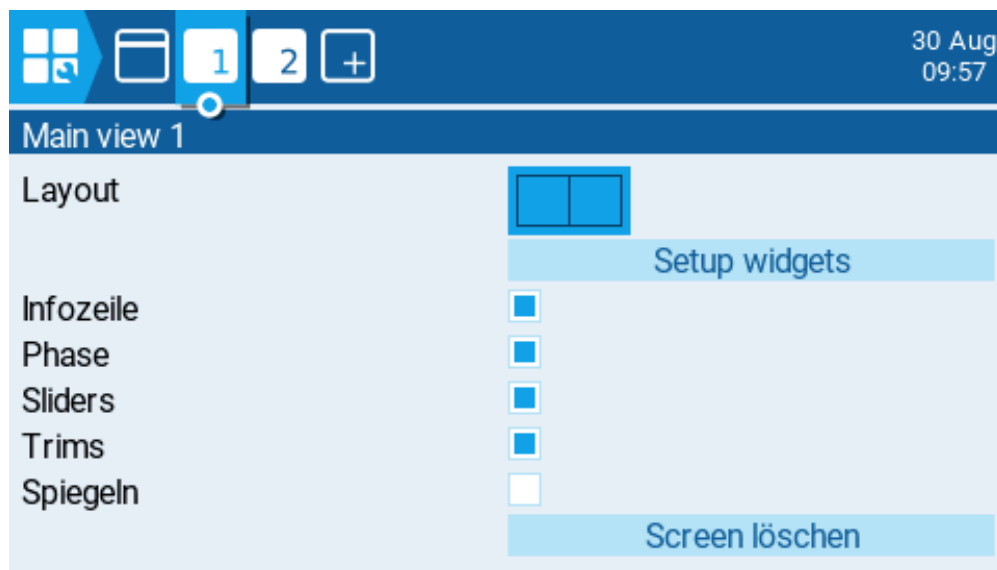 1 2 +
30 Aug
09:57
Main view 1
Layout
Setup widgets
Infozeile
Phase
Sliders
Trims
Spiegeln
Screen löschen